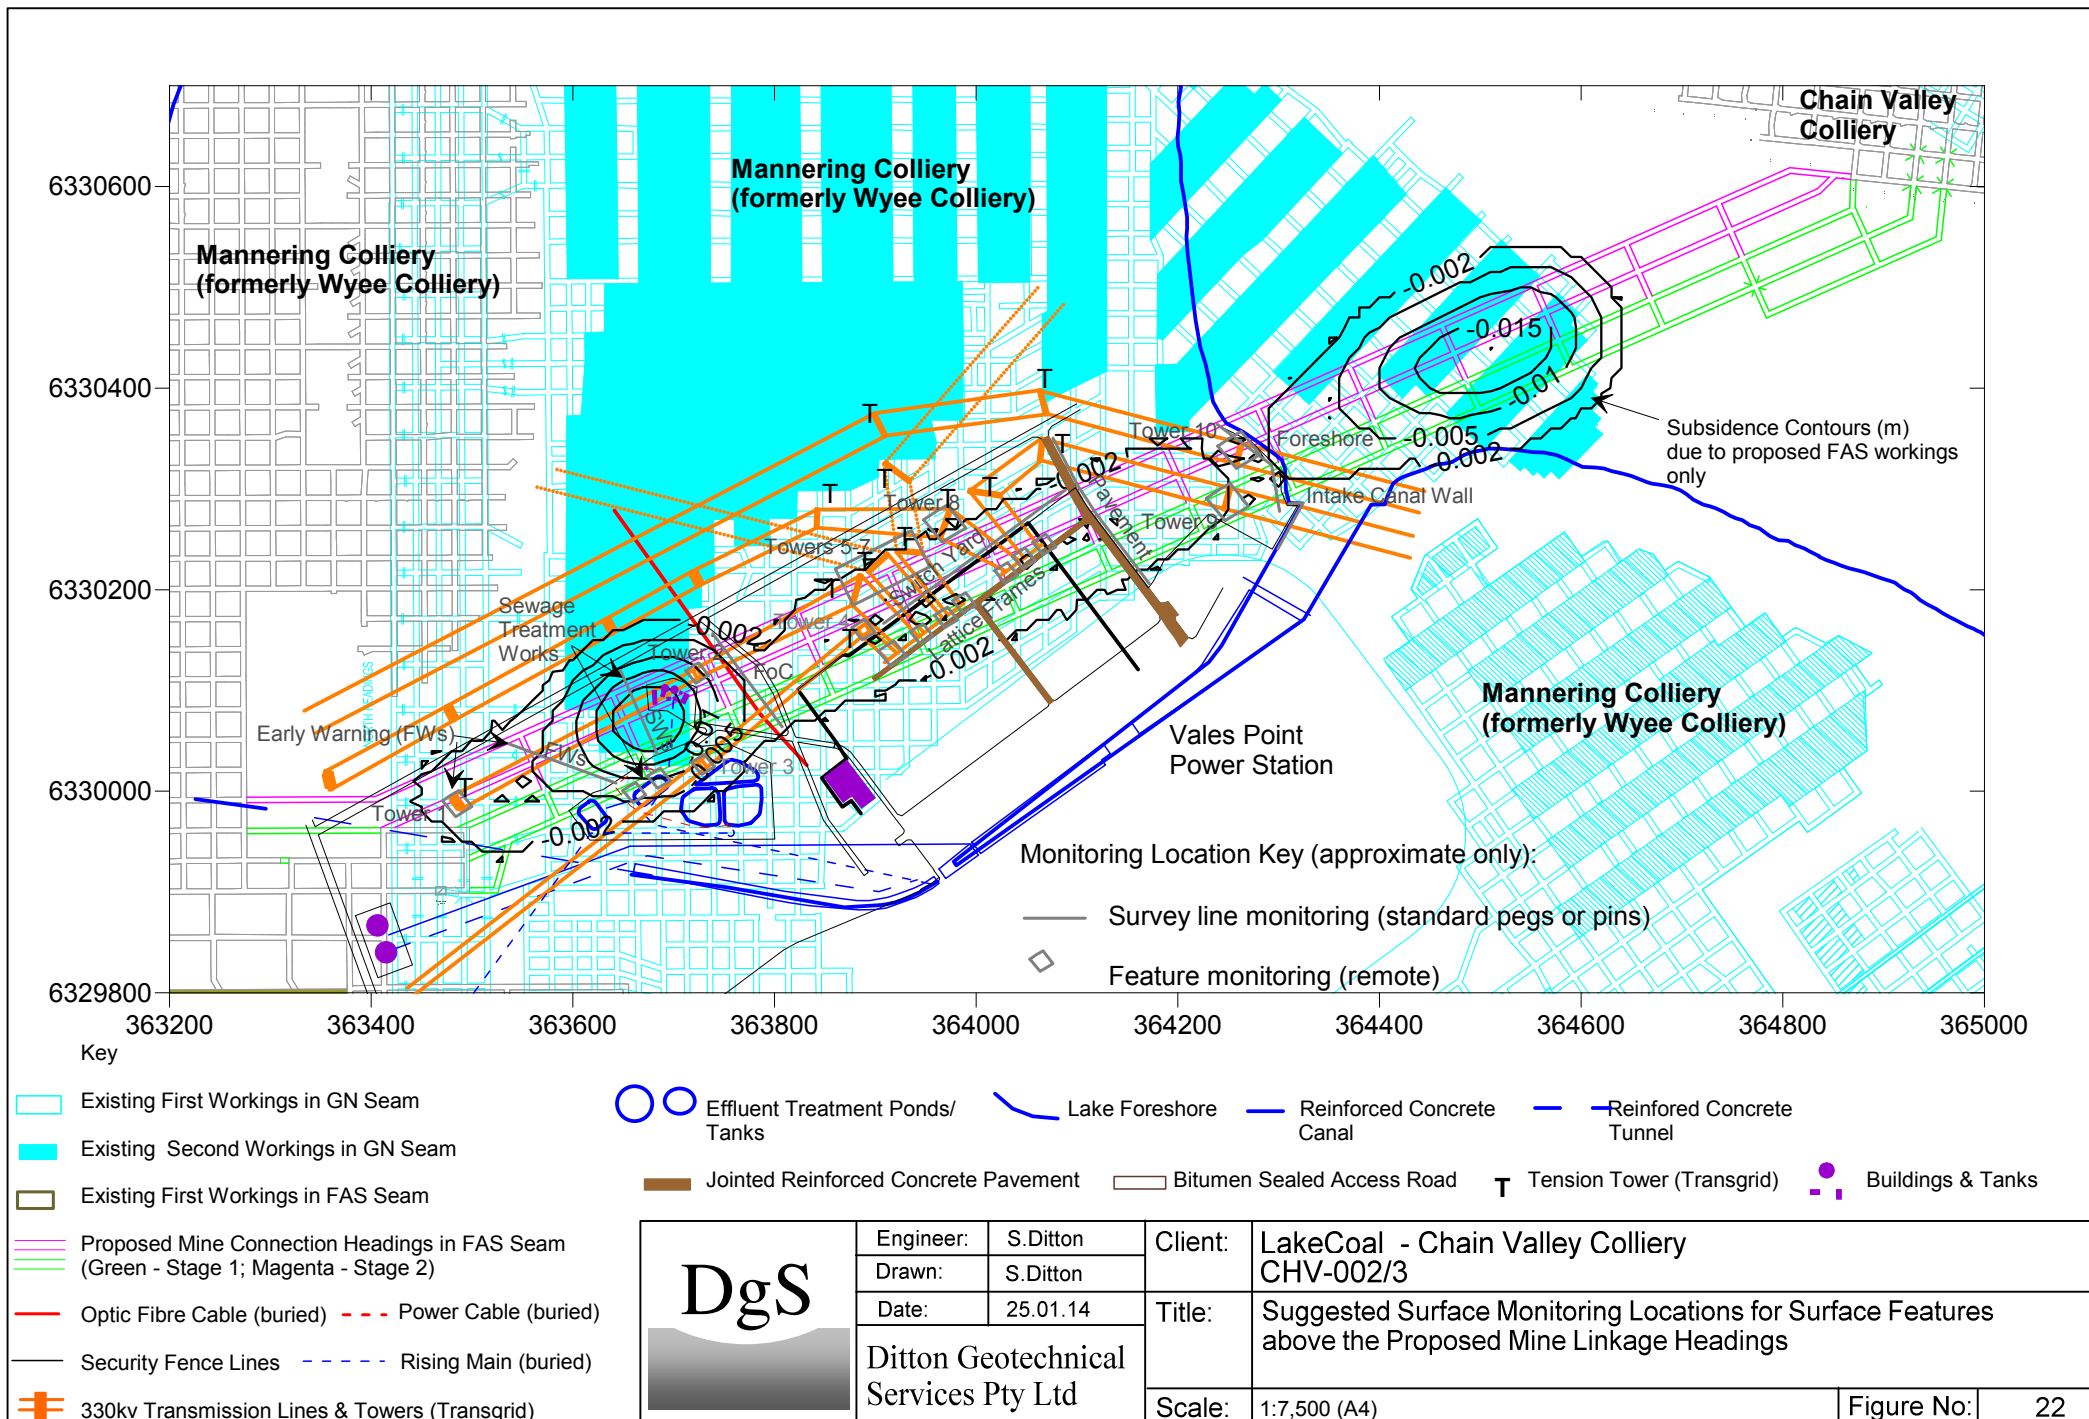 Chain Valley
Colliery
Mannering Colliery
(formerly Wyee Colliery)
Mannering Colliery
(formerly Wyee Colliery)
6330600
6330400
6330200
6330000
6329800
-0.002
-0.015
-0.01
-0.005
-0.002
Subsidence Contours (m)
due to proposed FAS workings
only
T
T
T
T
T
T
T
T
T
T
T
T
T
T
Tower 10
Foreshore
-0.002
Pavement
Intake Canal Wall
Tower 9
Tower 8
Towers 5-7
Switch Yard
Lattice Frames
Sewage
Treatment
Works
-0.002
Tower 4
Tower 2
FoC
-0.002
Early Warning (FWs)
FWs
0.005
Tower 3
Tower
-0.002
Mannering Colliery
(formerly Wyee Colliery)
Vales Point
Power Station
Monitoring Location Key (approximate only):
Survey line monitoring (standard pegs or pins)
Feature monitoring (remote)
363200 363400 363600 363800 364000 364200 364400 364600 364800 365000
Key
Existing First Workings in GN Seam
Existing Second Workings in GN Seam
Existing First Workings in FAS Seam
Proposed Mine Connection Headings in FAS Seam
(Green - Stage 1; Magenta - Stage 2)
Optic Fibre Cable (buried)
Power Cable (buried)
Security Fence Lines
Rising Main (buried)
330kv Transmission Lines & Towers (Transgrid)
Effluent Treatment Ponds/
Tanks
Lake Foreshore
Reinforced Concrete
Canal
Reinfored Concrete
Tunnel
Jointed Reinforced Concrete Pavement
Bitumen Sealed Access Road
T Tension Tower (Transgrid)
Buildings & Tanks
DgS
Engineer: S.Ditton
Drawn: S.Ditton
Date: 25.01.14
Ditton Geotechnical
Services Pty Ltd
Client: LakeCoal - Chain Valley Colliery
CHV-002/3
Title: Suggested Surface Monitoring Locations for Surface Features
above the Proposed Mine Linkage Headings
Scale: 1:7,500 (A4)
Figure No: 22